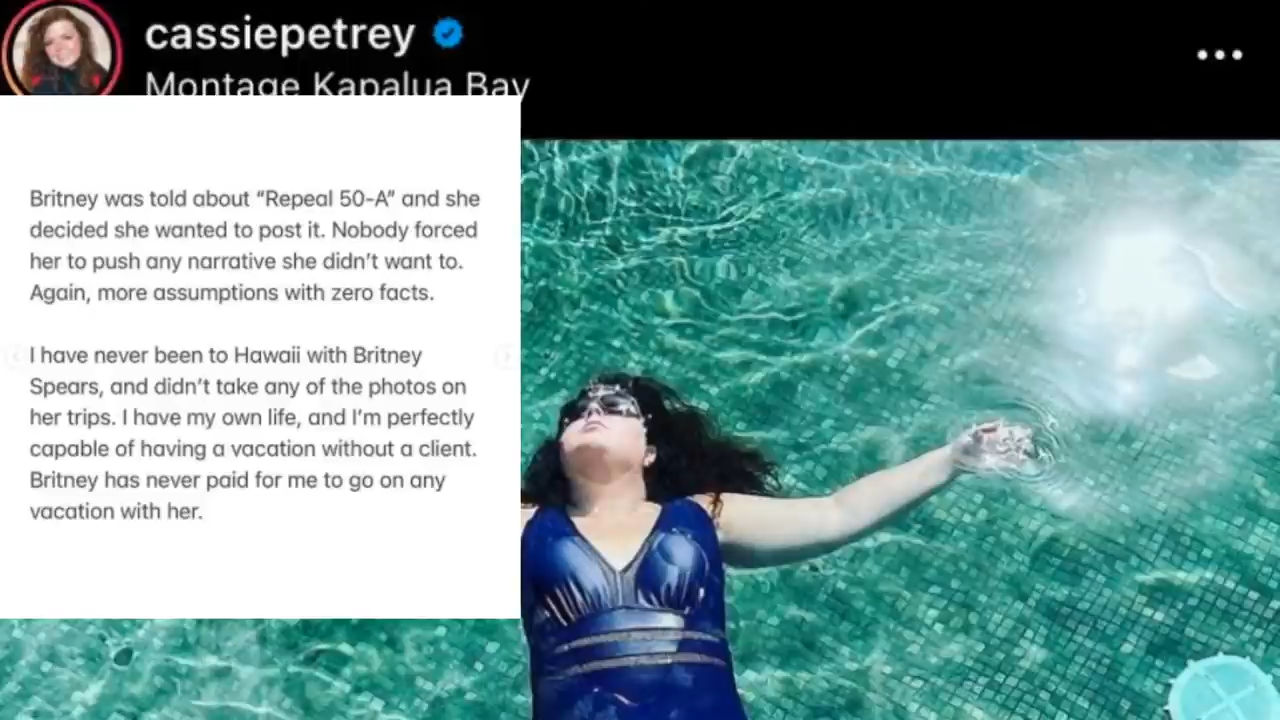 cassiepetrey
Montage Kapalua Bay
Britney was told about “Repeal 50-A” and she
decided she wanted to post it. Nobody forced
her to push any narrative she didn’t want to.
Again, more assumptions with zero facts.
I have never been to Hawaii with Britney
Spears, and didn’t take any of the photos on
her trips. I have my own life, and I’m perfectly
capable of having a vacation without a client.
Britney has never paid for me to go on any
vacation with her.